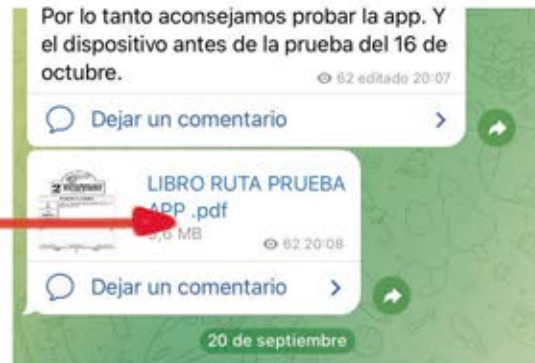 Por lo tanto aconsejamos probar la app. Y
el dispositivo antes de la prueba del 16 de
octubre.
62 editado 20:07
Dejar un comentario
LIBRO RUTA PRUEBA
APP .pdf
MB
62 20:08
Dejar un comentario
20 de septiembre